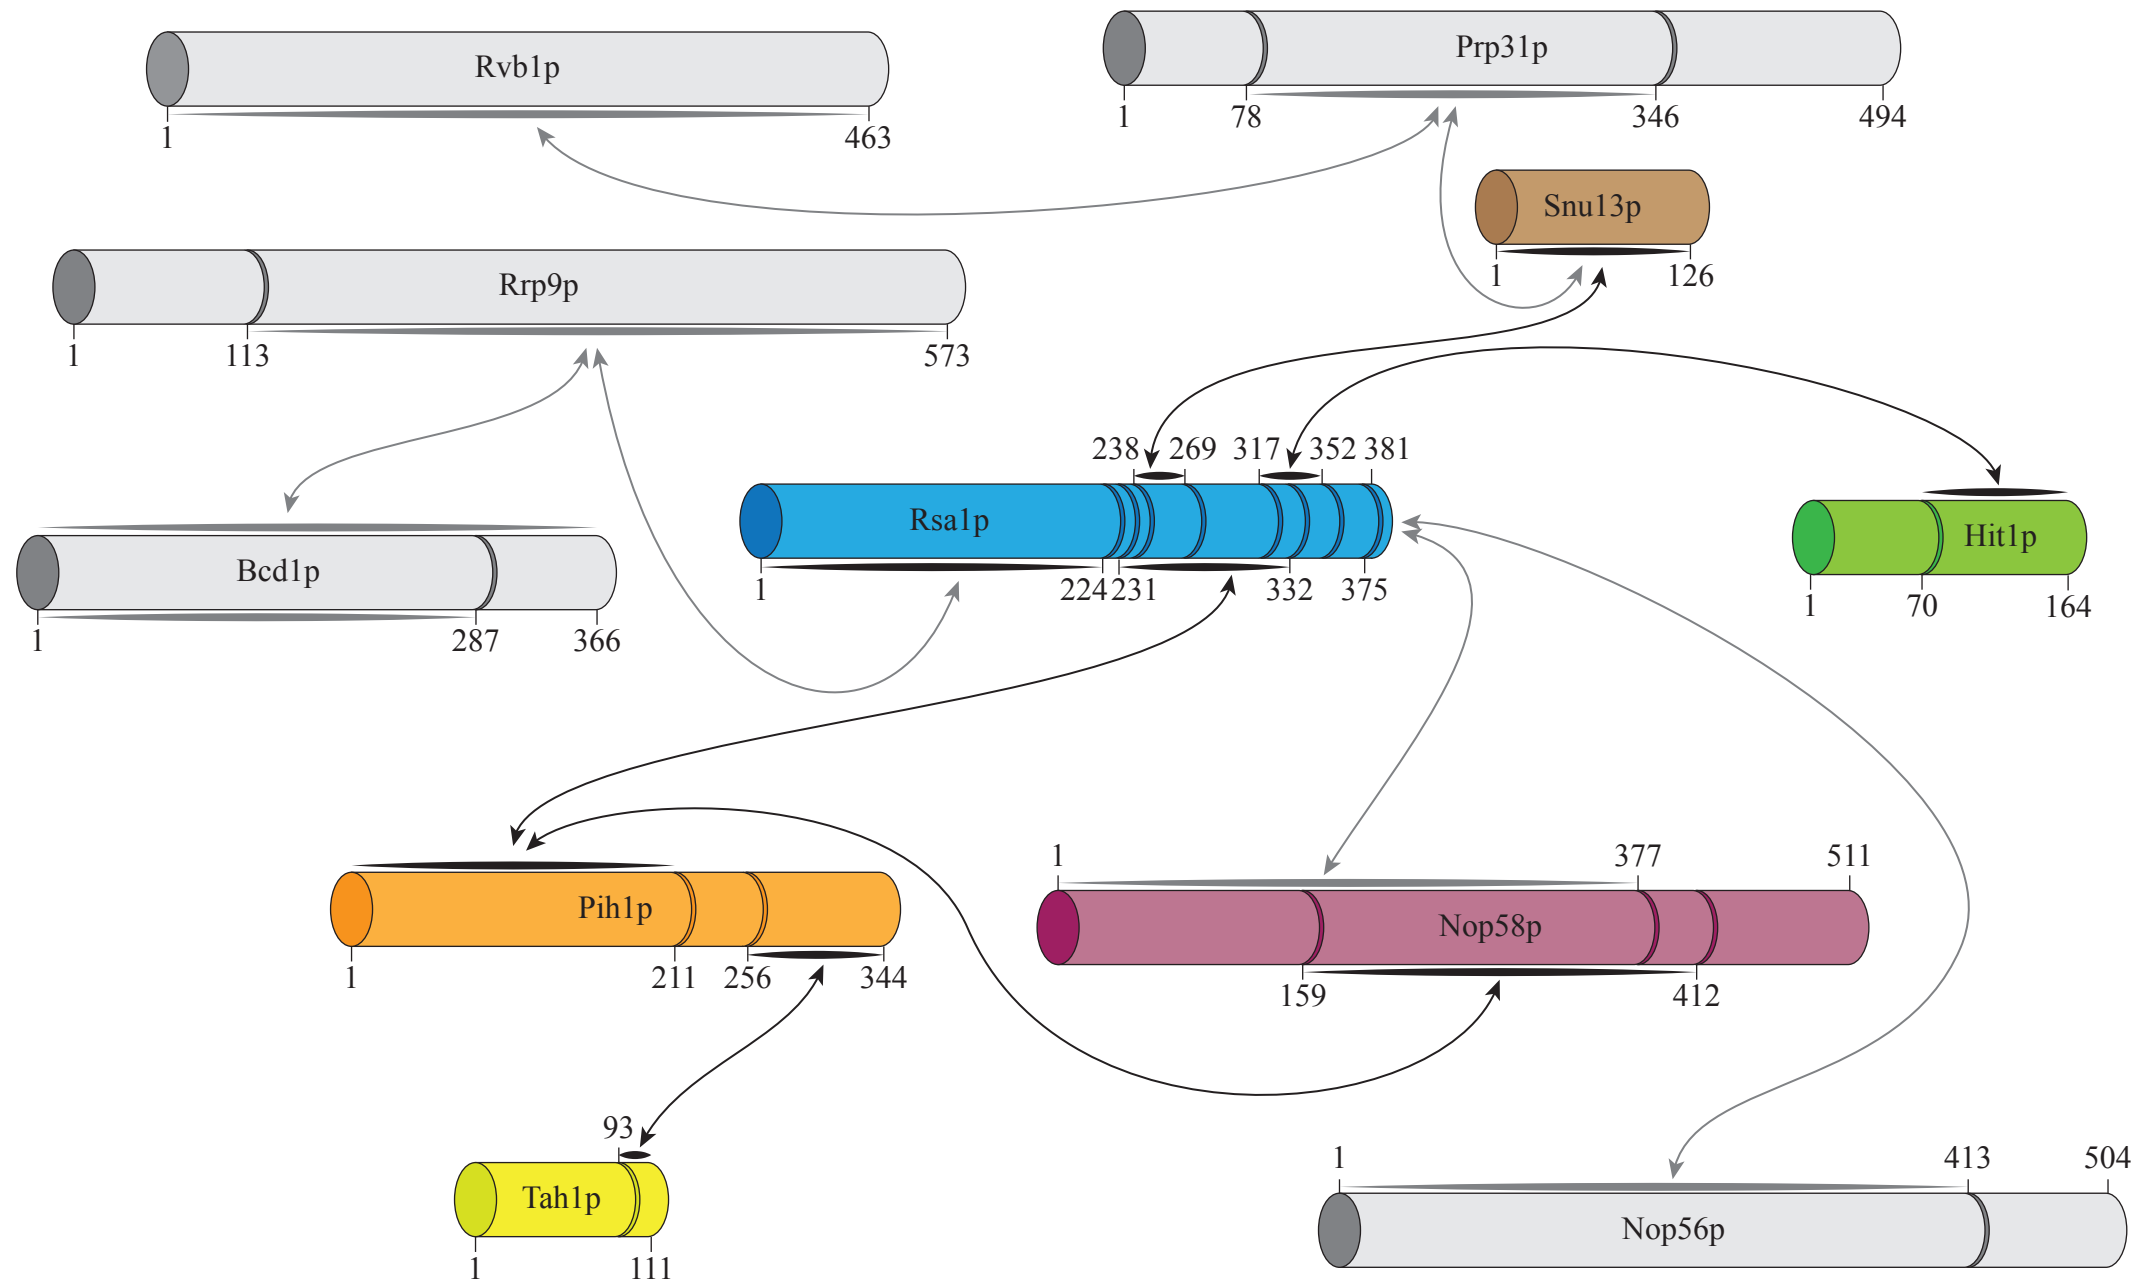 Rvb1p
1 463
Prp31p
1 78 346 494
Snu13p
1 126
Rrp9p
1 113 573
238 269 317 352 381
Rsa1p
1 224 231 332 375
Hit1p
1 70 164
Bcd1p
1 287 366
Pih1p
1 211 256 344
1 377 511
Nop58p
159 412
93
Tah1p
1 111
1 413 504
Nop56p